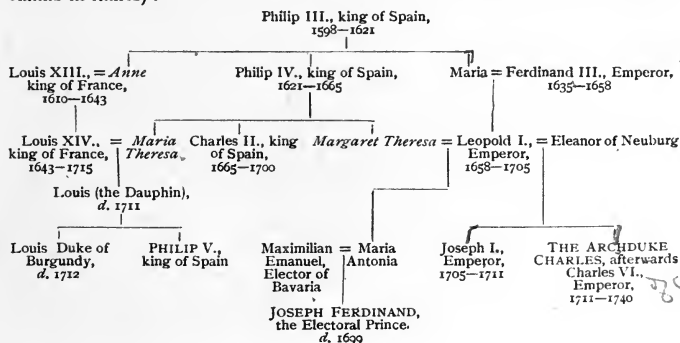 Philip III., king of Spain,
1598—1621
Louis XIII., = Anne
king of France,
1610—1643
Philip IV., king of Spain,
1621—1665
Maria = Ferdinand III., Emperor,
1635—1658
Louis XIV. = Maria
king of France, Theresa.
1643—1715
Charles II., king
of Spain,
1665—1700
Margaret Theresa = Leopold I., = Eleanor of Neuburg
Emperor,
1658—1705
Louis (the Dauphin),
d. 1711
Louis Duke of
Burgundy,
d. 1712
PHILIP V.,
king of Spain
Maximilian = Maria
Emanuel, Antonia
Elector of
Bavaria
Joseph I.,
Emperor,
1705—1711
THE ARCHDUKE
CHARLES, afterwards
Charles VI.,
Emperor,
1711—1740
JOSEPH FERDINAND,
the Electoral Prince.
d. 1699